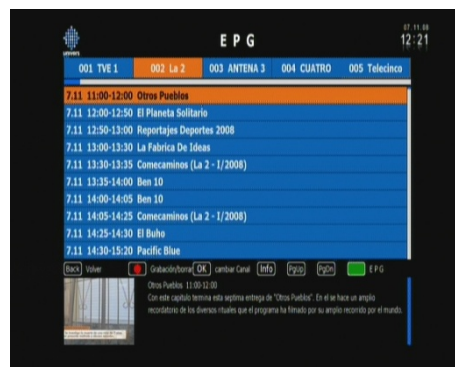 07.11.08
E P G
12:21
univers
001 TVE 1 002 La 2 003 ANTENA 3 004 CUATRO 005 Telecinco
7.11 11:00-12:00 Otros Pueblos
7.11 12:00-12:50 El Planeta Solitario
7.11 12:50-13:00 Reportajes Deportes 2008
7.11 13:00-13:30 La Fabrica De Ideas
7.11 13:30-13:35 Comecaminos (La 2 - I/2008)
7.11 13:35-14:00 Ben 10
7.11 14:00-14:05 Ben 10
7.11 14:05-14:25 Comecaminos (La 2 - I/2008)
7.11 14:25-14:30 El Buho
7.11 14:30-15:20 Pacific Blue
Back Volver Grabación/borrar OK cambiar Canal Info PgUp PgDn E P G
Otros Pueblos 11:00-12:00
Con este capitulo termina esta septima entrega de "Otros Pueblos". En el se hace un amplio
recordatorio de los diversos rituales que el programa ha filmado por su amplio recorrido por el mundo.